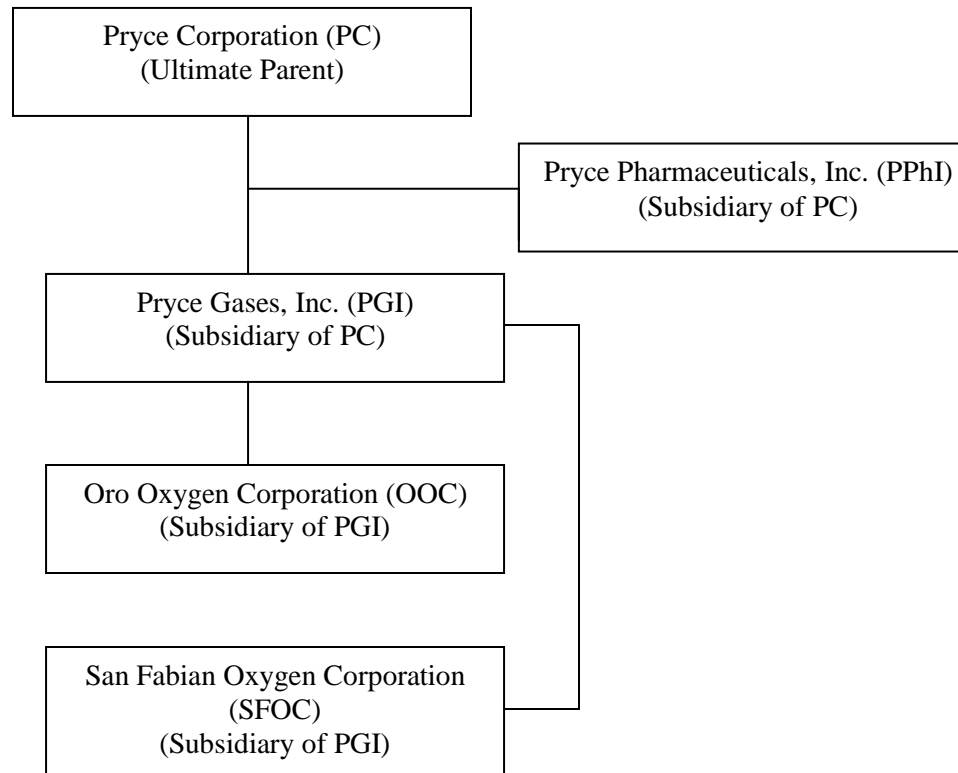 Pryce Corporation (PC)
(Ultimate Parent)
Pryce Pharmaceuticals, Inc. (PPhI)
(Subsidiary of PC)
Pryce Gases, Inc. (PGI)
(Subsidiary of PC)
Oro Oxygen Corporation (OOC)
(Subsidiary of PGI)
San Fabian Oxygen Corporation
(SFOC)
(Subsidiary of PGI)